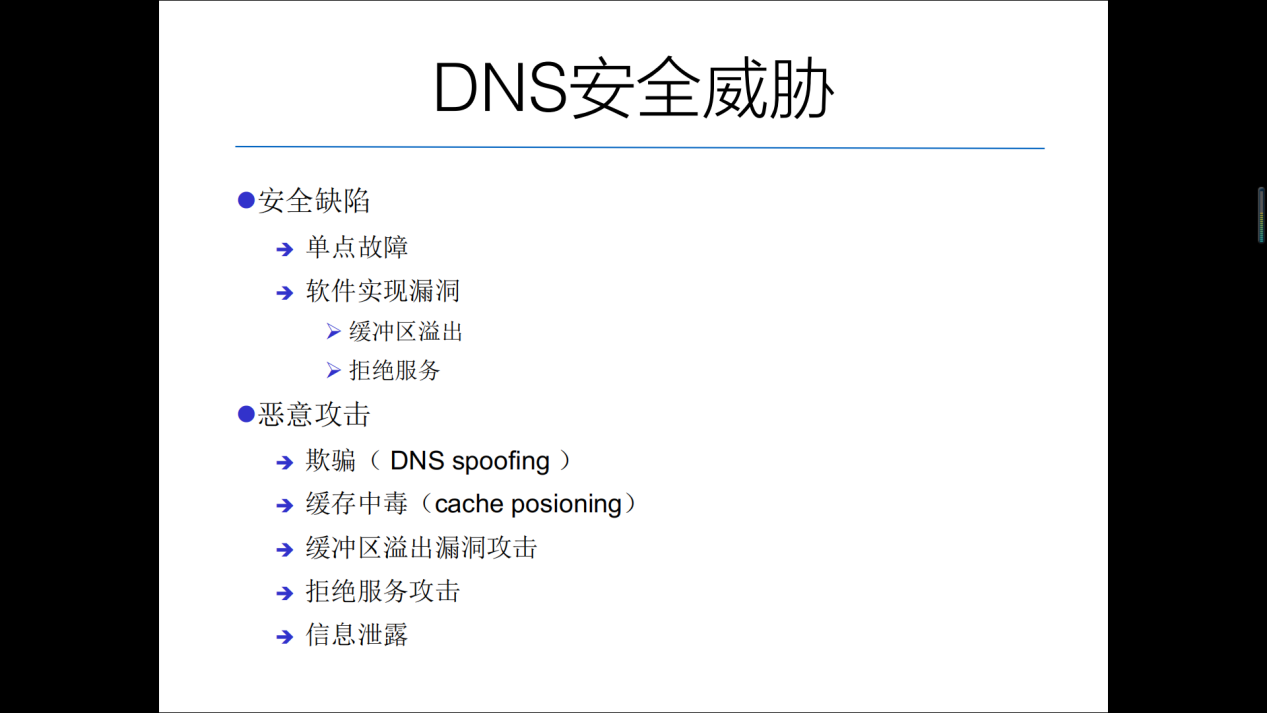 DNS安全威胁
安全缺陷
单点故障
软件实现漏洞
缓冲区溢出
拒绝服务
恶意攻击
欺骗（ DNS spoofing ）
缓存中毒（cache posioning）
缓冲区溢出漏洞攻击
拒绝服务攻击
信息泄露